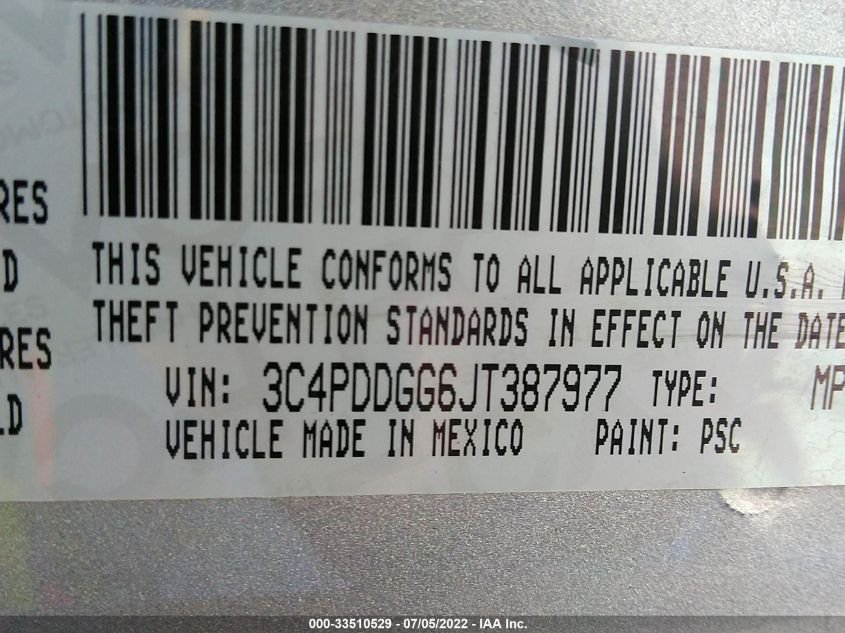 RES
D
RES
LD
THIS VEHICLE CONFORMS TO ALL APPLICABLE U.S.A.
THEFT PREVENTION STANDARDS IN EFFECT ON THE DATE
VIN: 3C4PDDGG6JT387977 TYPE: MP
VEHICLE MADE IN MEXICO PAINT: PSC
000-33510529 - 07/05/2022 - IAA Inc.